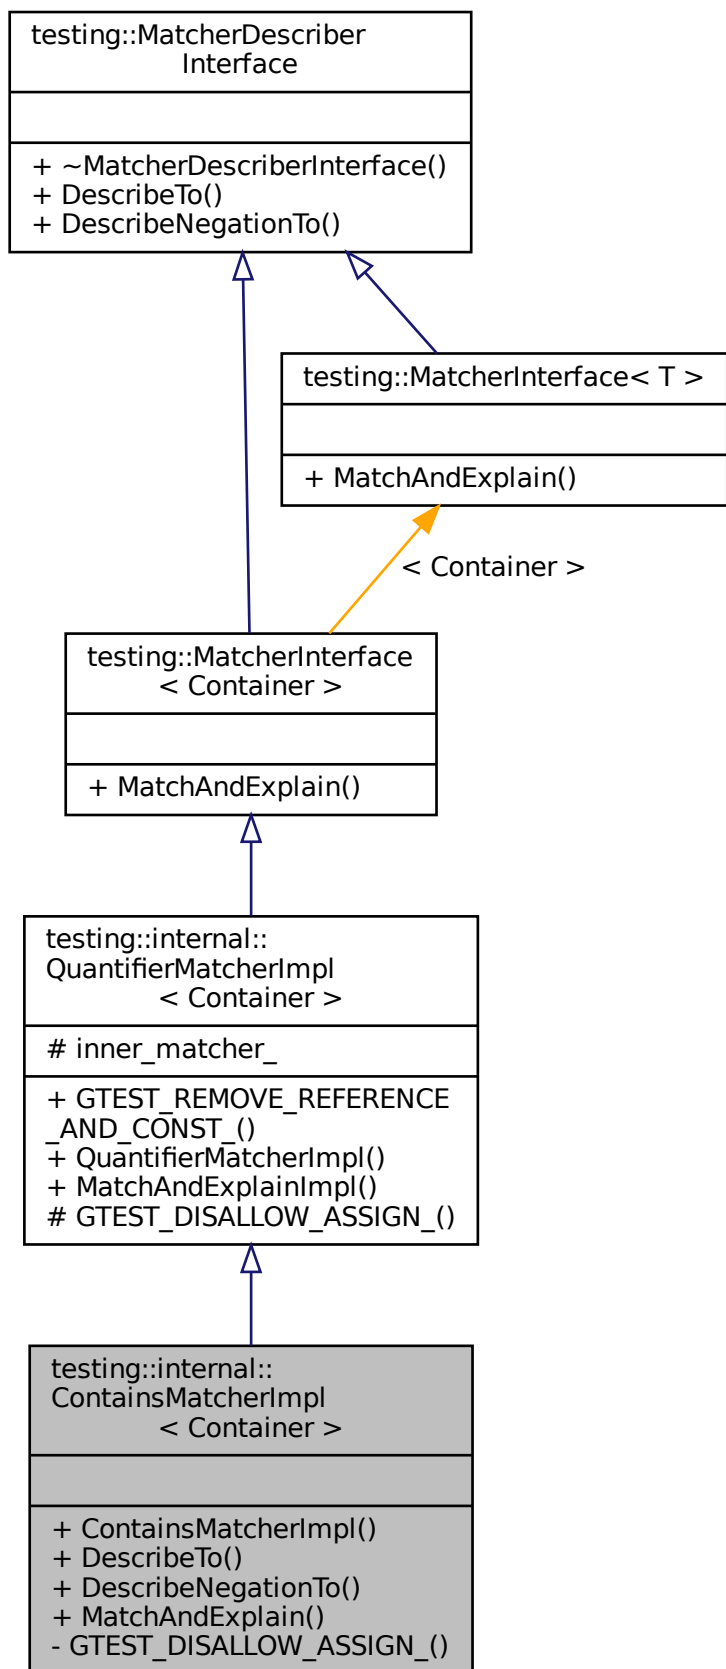 testing::MatcherDescriber
Interface
+ ~MatcherDescriberInterface()
+ DescribeTo()
+ DescribeNegationTo()
testing::MatcherInterface< T >
+ MatchAndExplain()
< Container >
testing::MatcherInterface
< Container >
+ MatchAndExplain()
testing::internal::
QuantifierMatcherImpl
< Container >
# inner_matcher_
+ GTEST_REMOVE_REFERENCE
_AND_CONST_()
+ QuantifierMatcherImpl()
+ MatchAndExplainImpl()
# GTEST_DISALLOW_ASSIGN_()
testing::internal::
ContainsMatcherImpl
< Container >
+ ContainsMatcherImpl()
+ DescribeTo()
+ DescribeNegationTo()
+ MatchAndExplain()
- GTEST_DISALLOW_ASSIGN_()